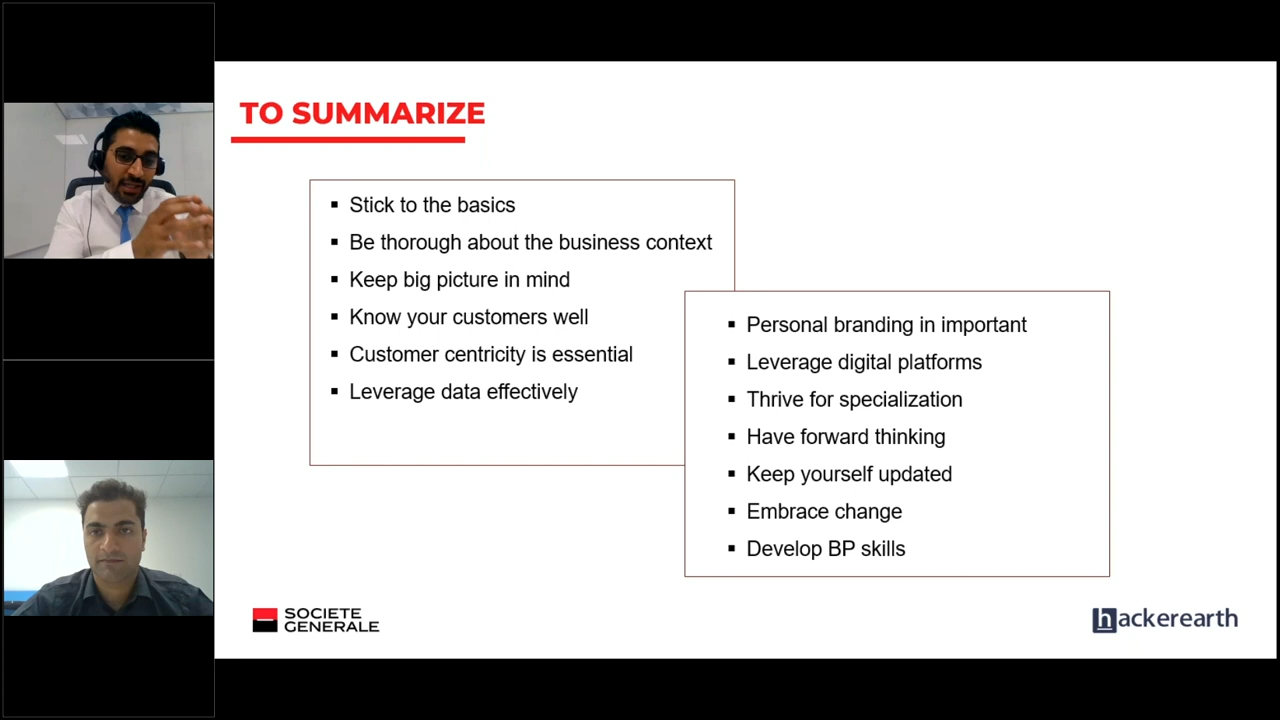 TO SUMMARIZE
Stick to the basics
Be thorough about the business context
Keep big picture in mind
Know your customers well
Customer centricity is essential
Leverage data effectively
Personal branding in important
Leverage digital platforms
Thrive for specialization
Have forward thinking
Keep yourself updated
Embrace change
Develop BP skills
SOCIETE
GENERALE
hackerearth